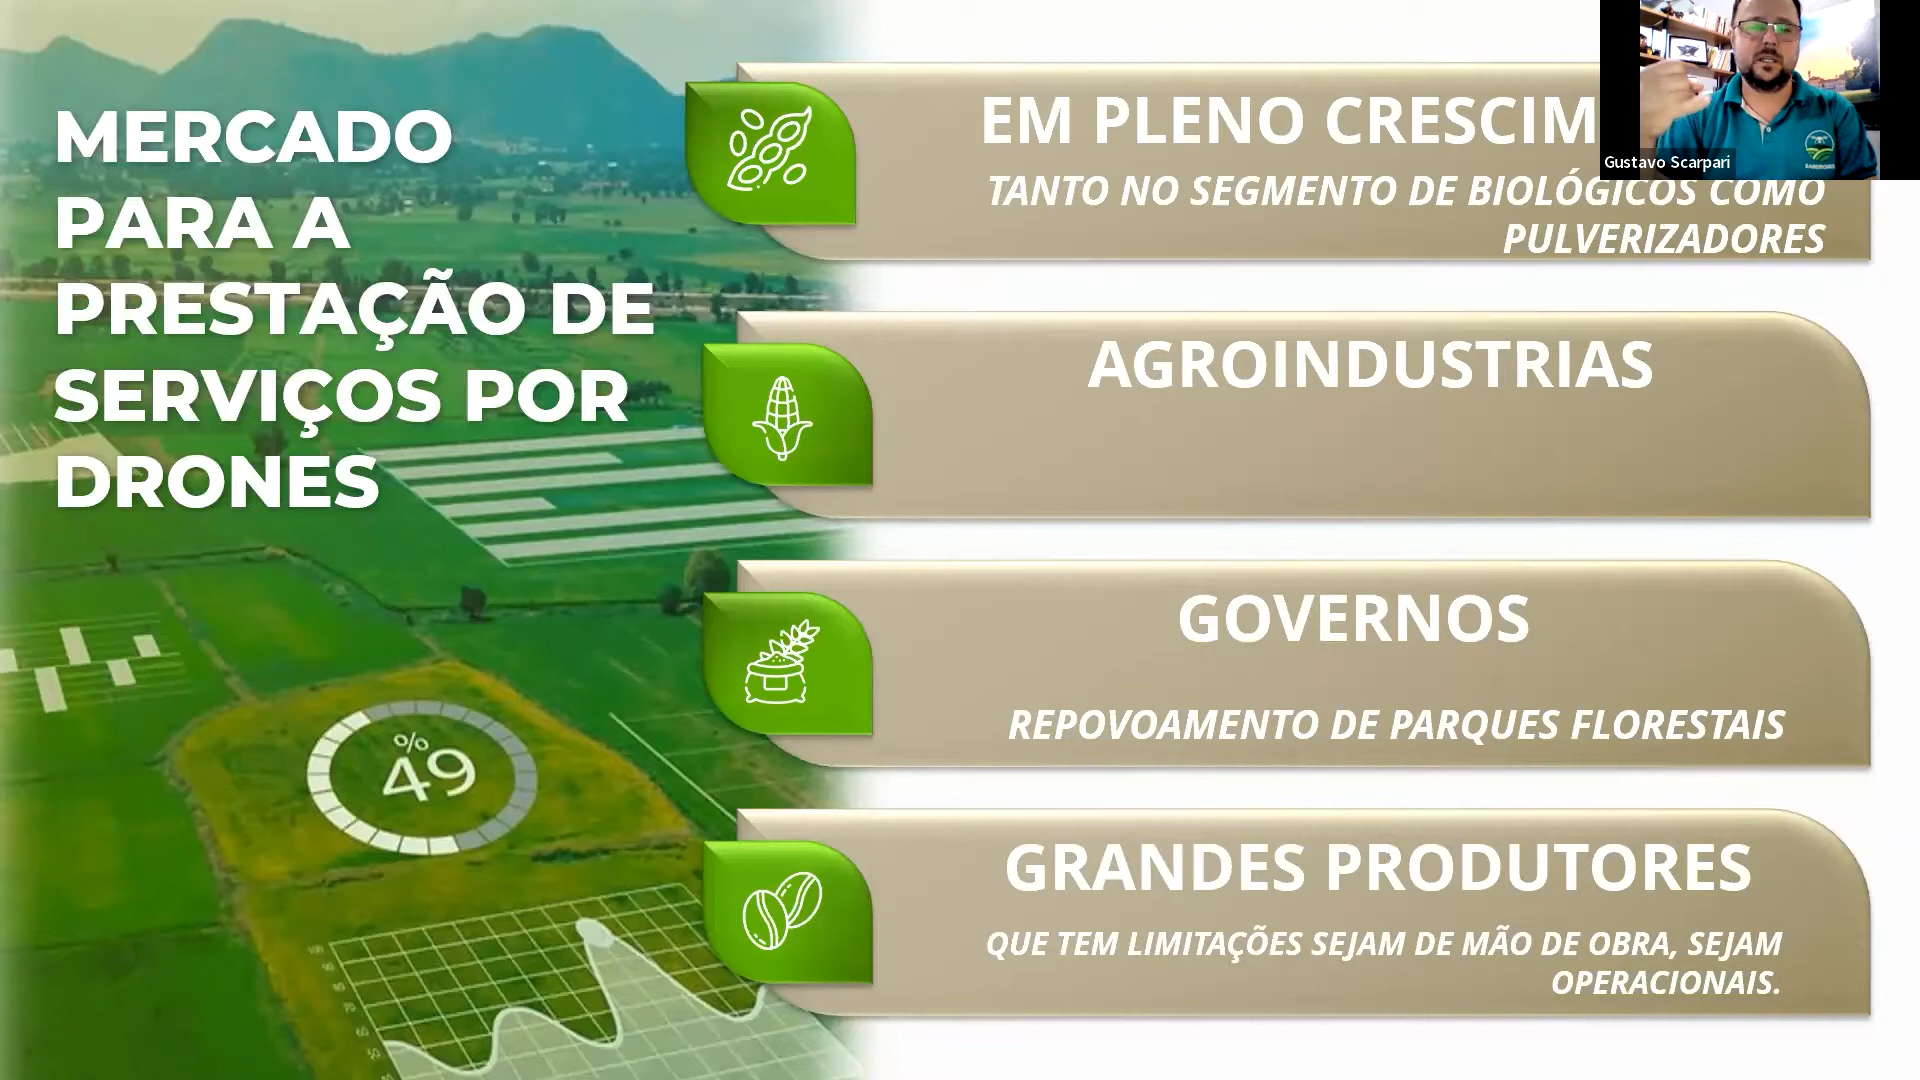 MERCADO
PARA A
PRESTAÇÃO DE
SERVIÇOS POR
DRONES
EM PLENO CRESCIM
TANTO NO SEGMENTO DE BIOLÓGICOS COMO
PULVERIZADORES
AGROINDUSTRIAS
GOVERNOS
REPOVOAMENTO DE PARQUES FLORESTAIS
GRANDES PRODUTORES
QUE TEM LIMITAÇÕES SEJAM DE MÃO DE OBRA, SEJAM
OPERACIONAIS.
Gustavo Scarpari
%
49